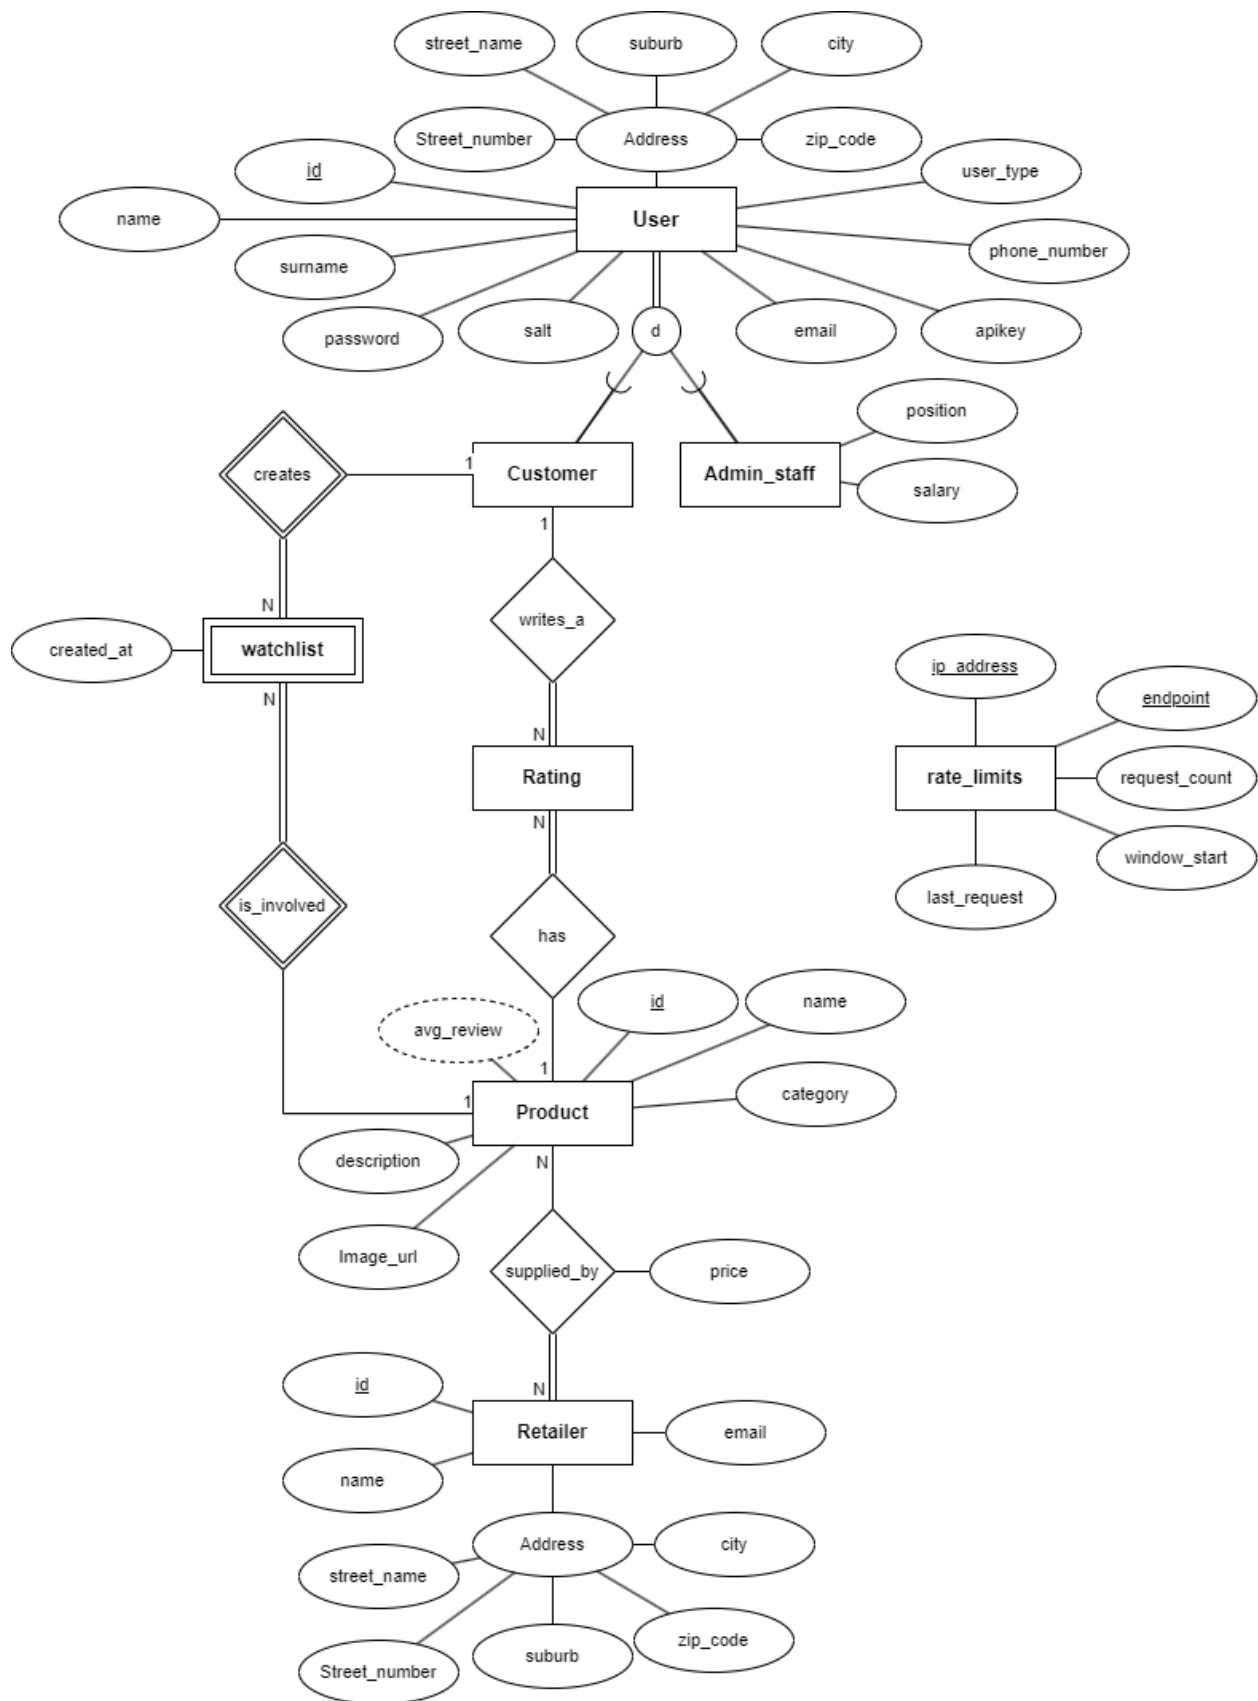 street_name
suburb
city
Street_number
Address
zip_code
id
user_type
name
User
phone_number
surname
password
salt
d
email
apikey
position
creates
1
Customer
Admin_staff
salary
1
N
writes_a
created_at
watchlist
ip_address
N
endpoint
N
Rating
rate_limits
request_count
N
window_start
is_involved
last_request
has
id
name
avg_review
1
category
1
Product
description
N
Image_url
supplied_by
price
id
N
Retailer
email
name
Address
city
street_name
zip_code
suburb
Street_number